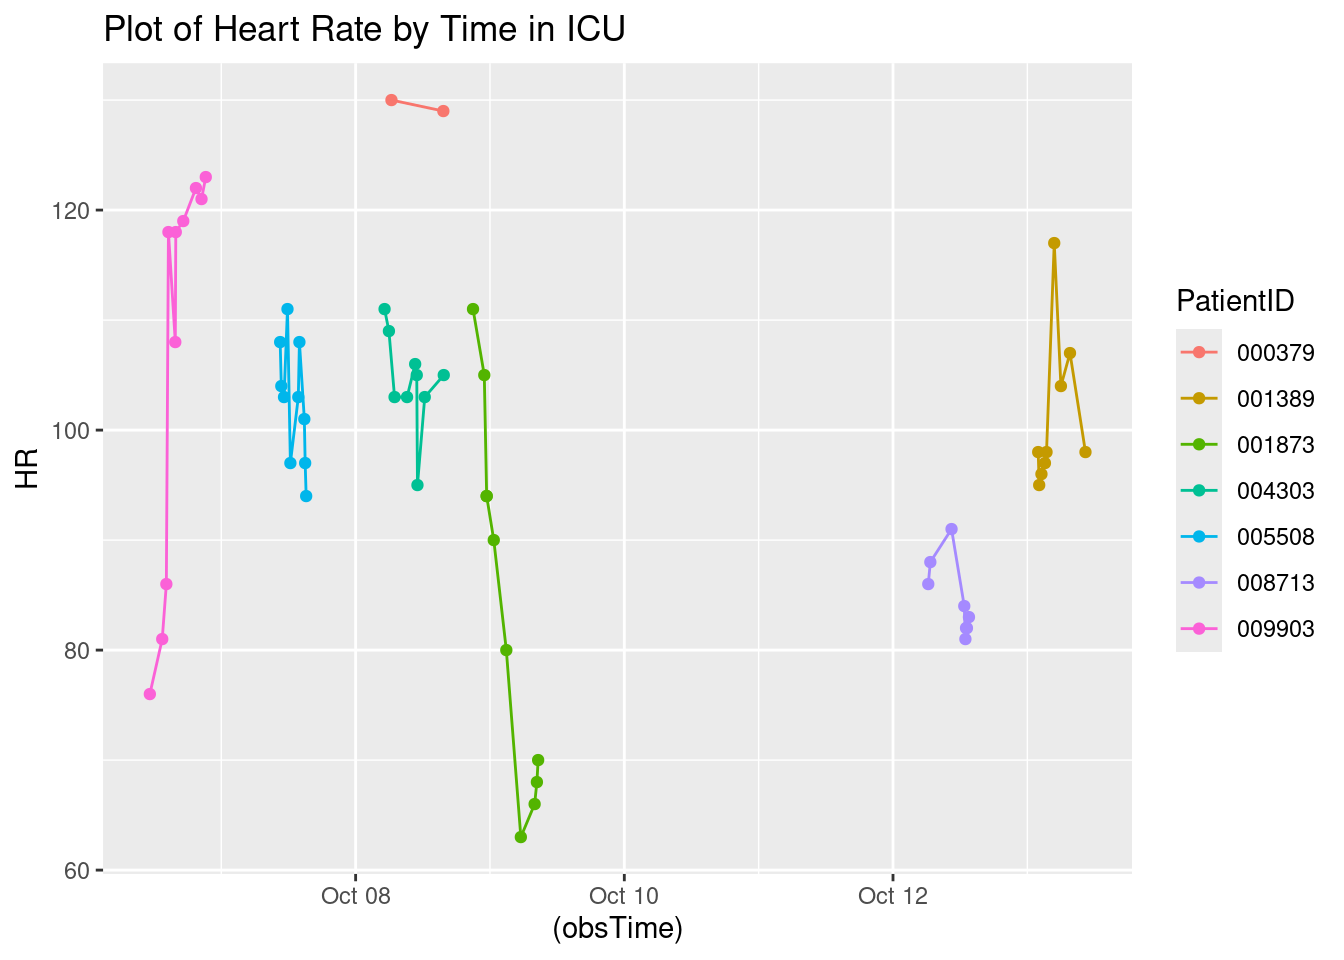 Plot of Heart Rate by Time in ICU
120
100
80
60
HR
Oct 08
Oct 10
Oct 12
(obsTime)
PatientID
000379
001389
001873
004303
005508
008713
009903